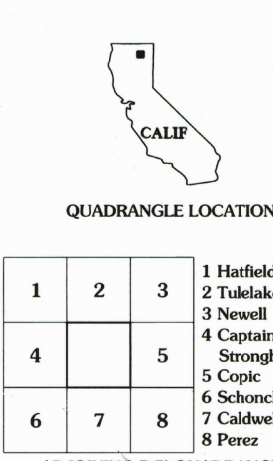 CALIF
QUADRANGLE LOCATION
1 2 3
4 5
6 7 8
1 Hatfield
2 Tulelake
3 Newell
4 Captain
Strongh
5 Copic
6 Schonch
7 Caldwel
8 Perez